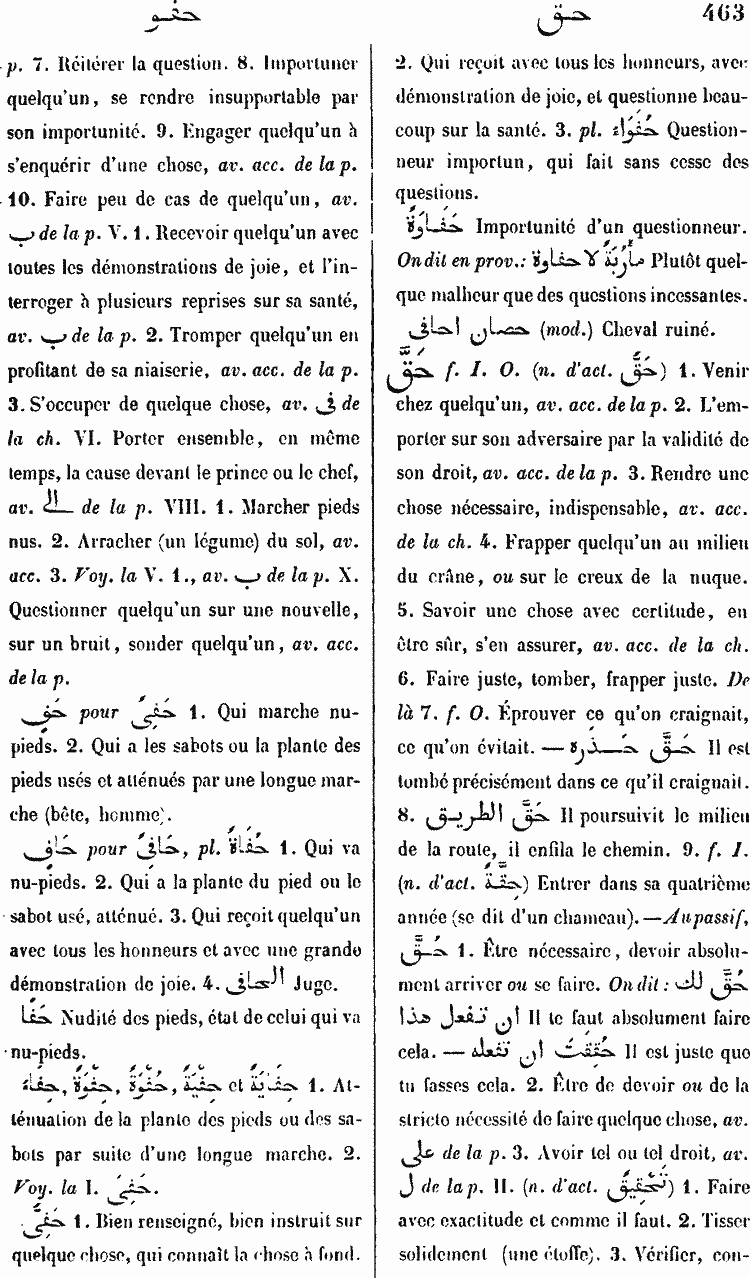 حفو
حق
463
p. 7. Réitérer la question. 8. Importuner
quelqu'un, se rendre insupportable par
son importunité. 9. Engager quelqu'un à
s'enquérir d'une chose, av. acc. de la p.
10. Faire peu de cas de quelqu'un, av.
ب de la p. V. 1. Recevoir quelqu'un avec
toutes les démonstrations de joie, et l'in-
terroger à plusieurs reprises sur sa santé,
av. ب de la p. 2. Tromper quelqu'un en
profitant de sa niaiserie, av. acc. de la p.
3. S'occuper de quelque chose, av. فى de
la ch. VI. Porter ensemble, en même
temps, la cause devant le prince ou le chef,
av. الى de la p. VIII. 1. Marcher pieds
nus. 2. Arracher (un légume) du sol, av.
acc. 3. Voy. la V. 1., av. ب de la p. X.
Questionner quelqu'un sur une nouvelle,
sur un bruit, sonder quelqu'un, av. acc.
de la p.
حَفٍ pour حَفِىٌ 1. Qui marche nu-
pieds. 2. Qui a les sabots ou la plante des
pieds usés et atténués par une longue mar-
che (bête, homme).
حَافٍ pour حَافِىٌ, pl. حُفَاةٌ 1. Qui va
nu-pieds. 2. Qui a la plante du pied ou le
sabot usé, atténué. 3. Qui reçoit quelqu'un
avec tous les honneurs et avec une grande
démonstration de joie. 4. الحافى Juge.
حَفًا Nudité des pieds, état de celui qui va
nu-pieds.
حِفَايَةٌ et حِفْيَةٌ, حُفْوَةٌ, حِفْوَةٌ, حِفَاءٌ 1. At-
ténuation de la plante des pieds ou des sa-
bots par suite d'une longue marche. 2.
Voy. la I. حَفِىَ.
حَفِىٌّ 1. Bien renseigné, bien instruit sur
quelque chose, qui connaît la chose à fond.
2. Qui reçoit avec tous les honneurs, avec
démonstration de joie, et questionne beau-
coup sur la santé. 3. pl. حُفَوَاءُ Question-
neur importun, qui fait sans cesse des
questions.
حَفَاوَةٌ Importunité d'un questionneur.
On dit en prov.: مأرُبَةٌ لا حفاوة Plutôt quel-
que malheur que des questions incessantes.
حصان احافى (mod.) Cheval ruiné.
حَقَّ f. I. O. (n. d'act. حَقٌّ) 1. Venir
chez quelqu'un, av. acc. de la p. 2. L'em-
porter sur son adversaire par la validité de
son droit, av. acc. de la p. 3. Rendre une
chose nécessaire, indispensable, av. acc.
de la ch. 4. Frapper quelqu'un au milieu
du crâne, ou sur le creux de la nuque.
5. Savoir une chose avec certitude, en
être sûr, s'en assurer, av. acc. de la ch.
6. Faire juste, tomber, frapper juste. De
là 7. f. O. Éprouver ce qu'on craignait,
ce qu'on évitait. — حَقَّ حَذِرَهُ Il est
tombé précisément dans ce qu'il craignait.
8. حَقَّ الطريق Il poursuivit le milieu
de la route, il enfila le chemin. 9. f. I.
(n. d'act. حِقَّةٌ) Entrer dans sa quatrième
année (se dit d'un chameau). — Au passif,
حُقَّ 1. Être nécessaire, devoir absolu-
ment arriver ou se faire. On dit: حُقَّ لك
ان تفعل هذا Il te faut absolument faire
cela. — حُقِقْتَ ان تفعله Il est juste que
tu fasses cela. 2. Être de devoir ou de la
stricte nécessité de faire quelque chose, av.
على de la p. 3. Avoir tel ou tel droit, av.
ل de la p. II. (n. d'act. تَحْقِيقٌ) 1. Faire
avec exactitude et comme il faut. 2. Tisser
solidement (une étoffe). 3. Vérifier, con-